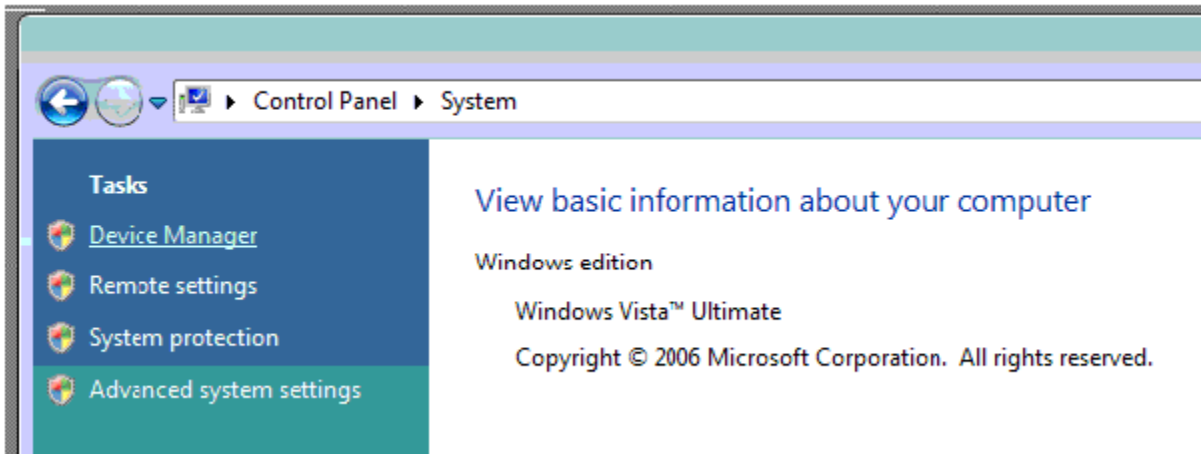 Control Panel System
Tasks
Device Manager
Remote settings
System protection
Advanced system settings
View basic information about your computer
Windows edition
Windows Vista™ Ultimate
Copyright © 2006 Microsoft Corporation. All rights reserved.